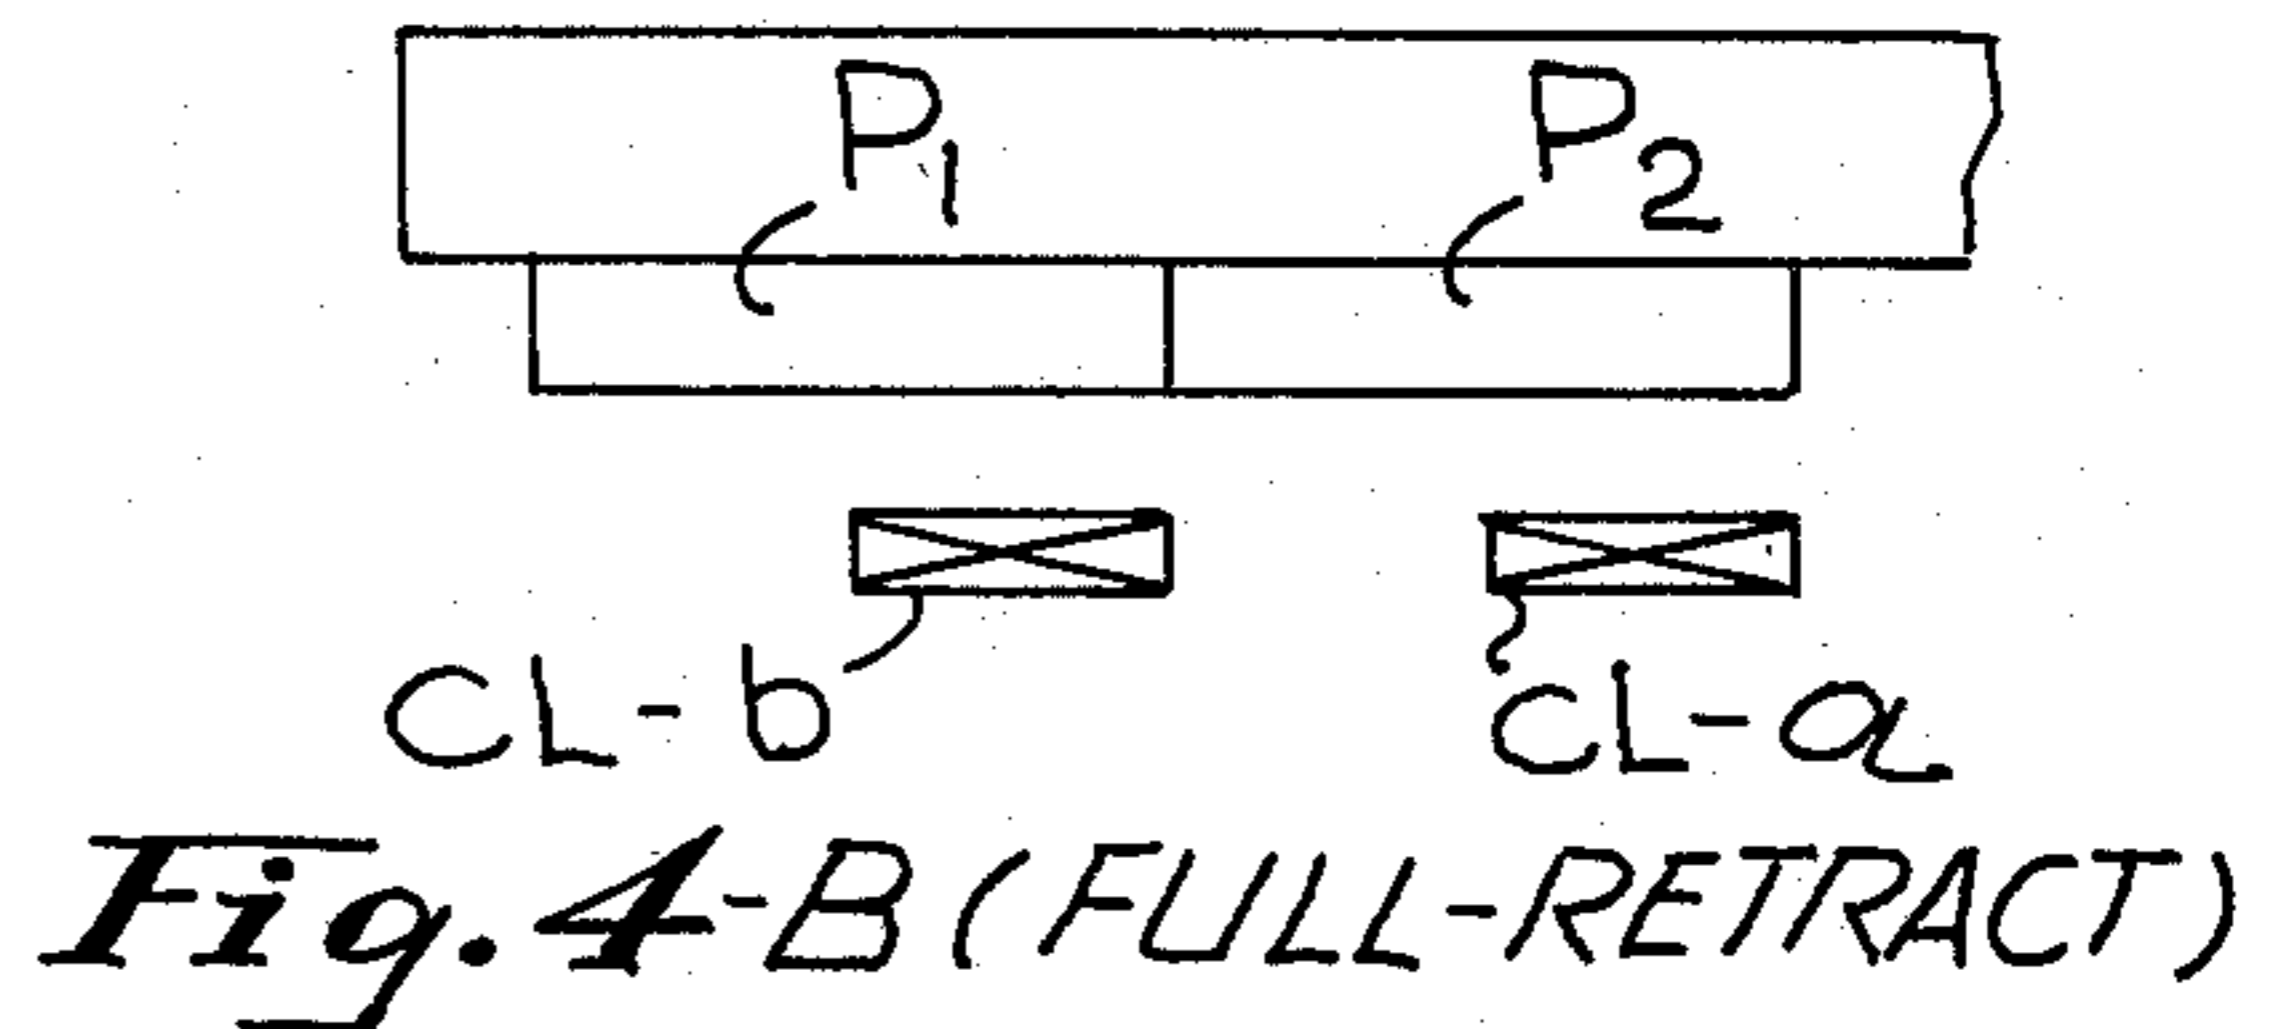 P1 P2
CL-b CL-a
Fig. 4-B (FULL-RETRACT)